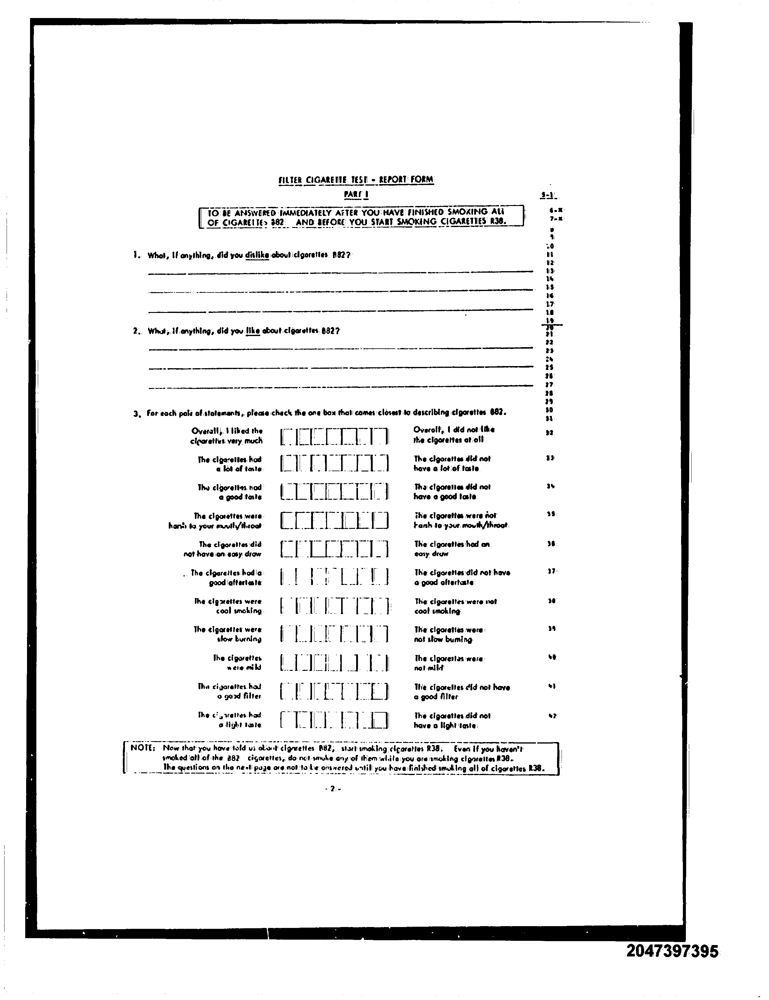 FILTER CIGARETTE TEST - REPORT FORM
PART I
5-1
TO BE ANSWERED IMMEDIATELY AFTER YOU HAVE FINISHED SMOKING ALL
OF CIGARETTES B82 AND BEFORE YOU START SMOKING CIGARETTES R38.
6-X
7-X
8
9
10
1. What, if anything, did you dislike about cigarettes B82?
11
12
13
14
15
16
17
18
19
20
2. What, if anything, did you like about cigarettes B82?
21
22
23
24
25
26
27
28
29
30
3. For each pair of statements, please check the one box that comes closest to describing cigarettes B82.
31
Overall, I liked the cigarettes very much
Overall, I did not like the cigarettes at all
32
The cigarettes had a lot of taste
The cigarettes did not have a lot of taste
33
The cigarettes had a good taste
The cigarettes did not have a good taste
34
The cigarettes were harsh to your mouth/throat
The cigarettes were not harsh to your mouth/throat
35
The cigarettes did not have an easy draw
The cigarettes had an easy draw
36
The cigarettes had a good aftertaste
The cigarettes did not have a good aftertaste
37
The cigarettes were cool smoking
The cigarettes were not cool smoking
38
The cigarettes were slow burning
The cigarettes were not slow burning
39
The cigarettes were mild
The cigarettes were not mild
40
The cigarettes had a good filter
The cigarettes did not have a good filter
41
The cigarettes had a light taste
The cigarettes did not have a light taste
42
NOTE: Now that you have told us about cigarettes B82, start smoking cigarettes R38. Even if you haven't
smoked all of the B82 cigarettes, do not smoke any of them while you are smoking cigarettes R38.
The questions on the next page are not to be answered until you have finished smoking all of cigarettes R38.
- 2 -
2047397395